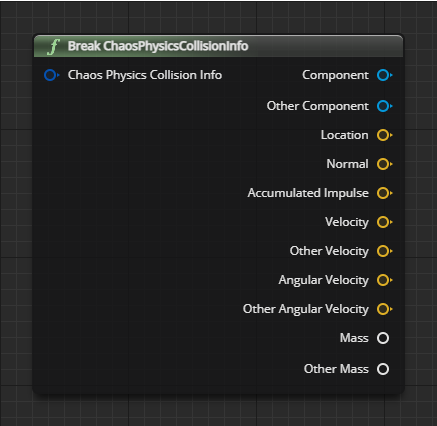 f Break ChaosPhysicsCollisionInfo
Chaos Physics Collision Info
Component
Other Component
Location
Normal
Accumulated Impulse
Velocity
Other Velocity
Angular Velocity
Other Angular Velocity
Mass
Other Mass